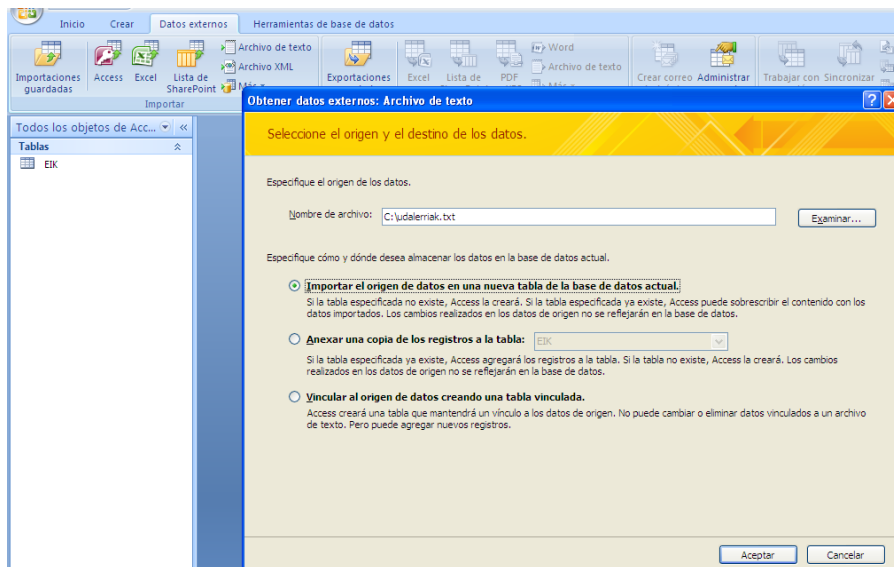 Inicio Crear Datos externos Herramientas de base de datos
Importaciones guardadas
Access
Excel
Lista de SharePoint
Archivo de texto
Archivo XML
Importar
Exportaciones
Excel
Lista de
PDF
Word
Archivo de texto
Crear correo
Administrar
Trabajar con
Sincronizar
Todos los objetos de Acc... «
Tablas
EIK
Obtener datos externos: Archivo de texto
Seleccione el origen y el destino de los datos.
Especifique el origen de los datos.
Nombre de archivo: C:\udalerriak.txt Examinar...
Especifique cómo y dónde desea almacenar los datos en la base de datos actual.
Importar el origen de datos en una nueva tabla de la base de datos actual.
Si la tabla especificada no existe, Access la creará. Si la tabla especificada ya existe, Access puede sobrescribir el contenido con los
datos importados. Los cambios realizados en los datos de origen no se reflejarán en la base de datos.
Anexar una copia de los registros a la tabla: EIK
Si la tabla especificada ya existe, Access agregará los registros a la tabla. Si la tabla no existe, Access la creará. Los cambios
realizados en los datos de origen no se reflejarán en la base de datos.
Vincular al origen de datos creando una tabla vinculada.
Access creará una tabla que mantendrá un vínculo a los datos de origen. No puede cambiar o eliminar datos vinculados a un archivo
de texto. Pero puede agregar nuevos registros.
Aceptar Cancelar